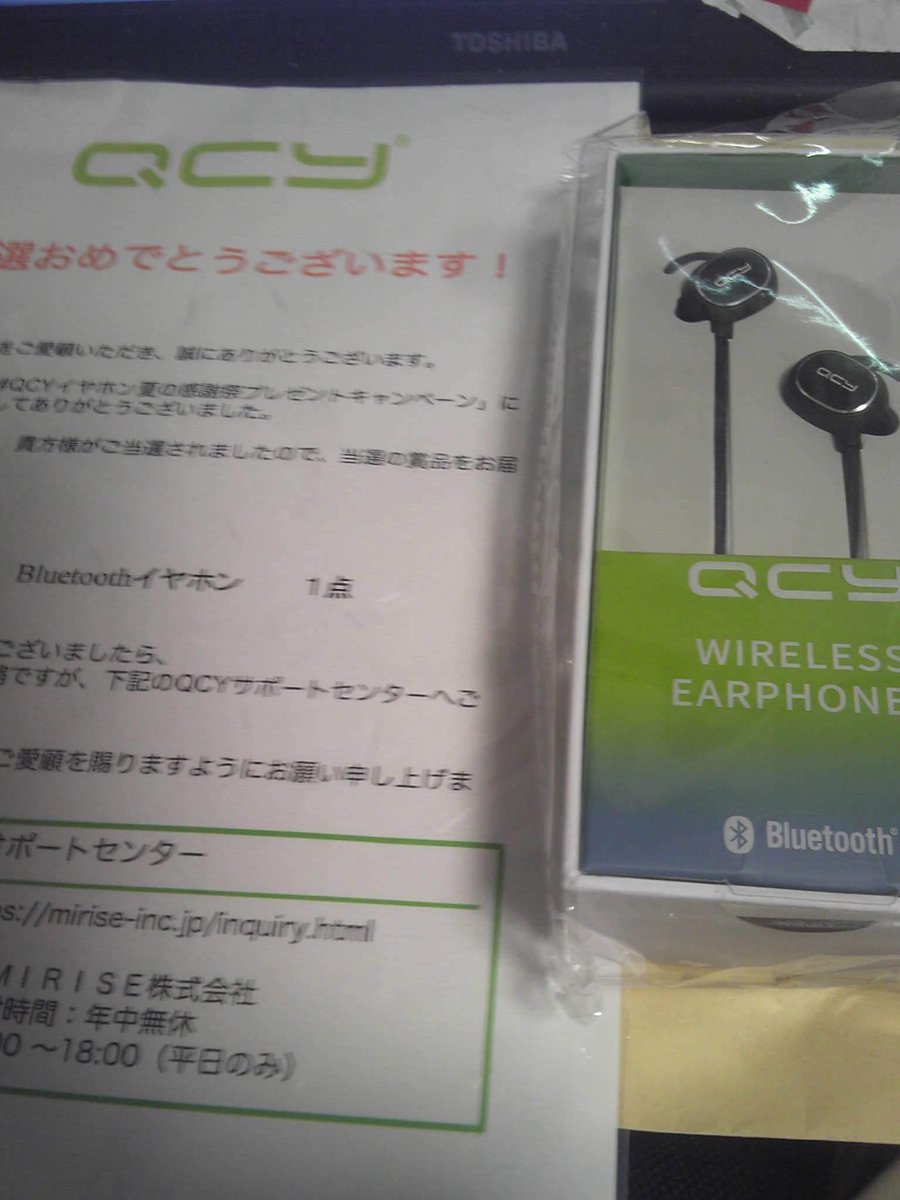 TOSHIBA
QCY
選おめでとうございます！
をご愛顧いただき、誠にありがとうございます。
#QCYイヤホン夏の感謝祭プレゼントキャンペーン」に
してありがとうございました。
貴方様がご当選されましたので、当選の賞品をお届
Bluetoothイヤホン 1点
ございましたら、
ですが、下記のQCYサポートセンターへご
ご愛顧を賜りますようにお願い申し上げま
サポートセンター
ps://mirise-inc.jp/inquiry.html
MIRISE株式会社
時間：年中無休
00 ～18:00（平日のみ）
QCY
QCY
QCY
WIRELESS
EARPHONE
Bluetooth®